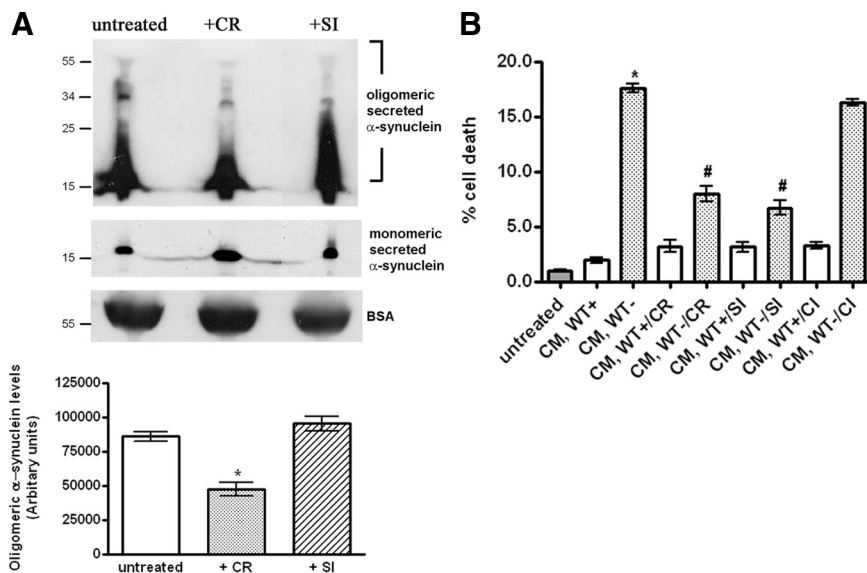 A
untreated +CR +SI
55
34
25
15
oligomeric
secreted
α-synuclein
15
monomeric
secreted
α-synuclein
55
BSA
Oligomeric α-synuclein levels
(Arbitary units)
125000
100000
75000
50000
25000
0
*
untreated + CR + SI
B
% cell death
20.0
15.0
10.0
5.0
0.0
*
#
#
untreated
CM, WT+
CM, WT-
CM, WT+/CR
CM, WT-/CR
CM, WT+/SI
CM, WT-/SI
CM, WT+/CI
CM, WT-/CI